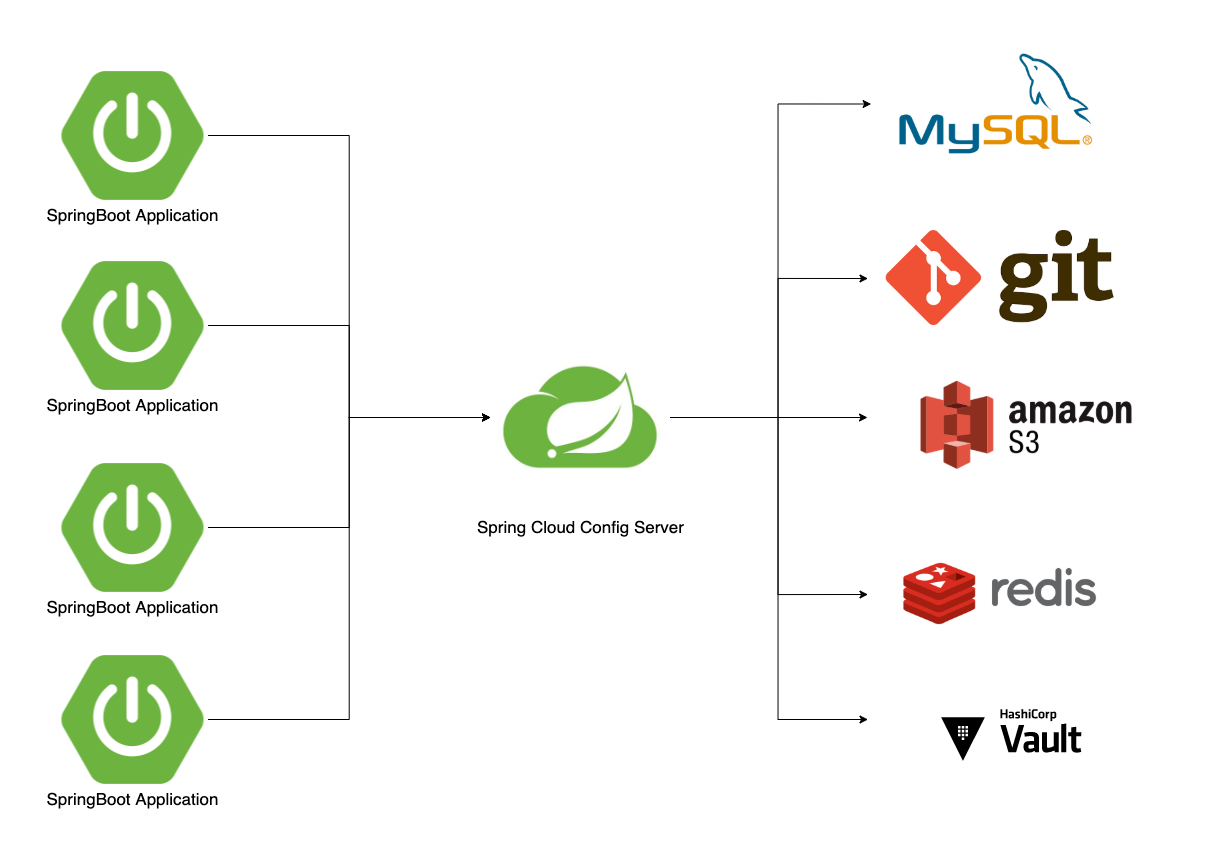 SpringBoot Application
SpringBoot Application
SpringBoot Application
SpringBoot Application
Spring Cloud Config Server
MySQL®
git
amazon
S3
redis
HashiCorp
Vault